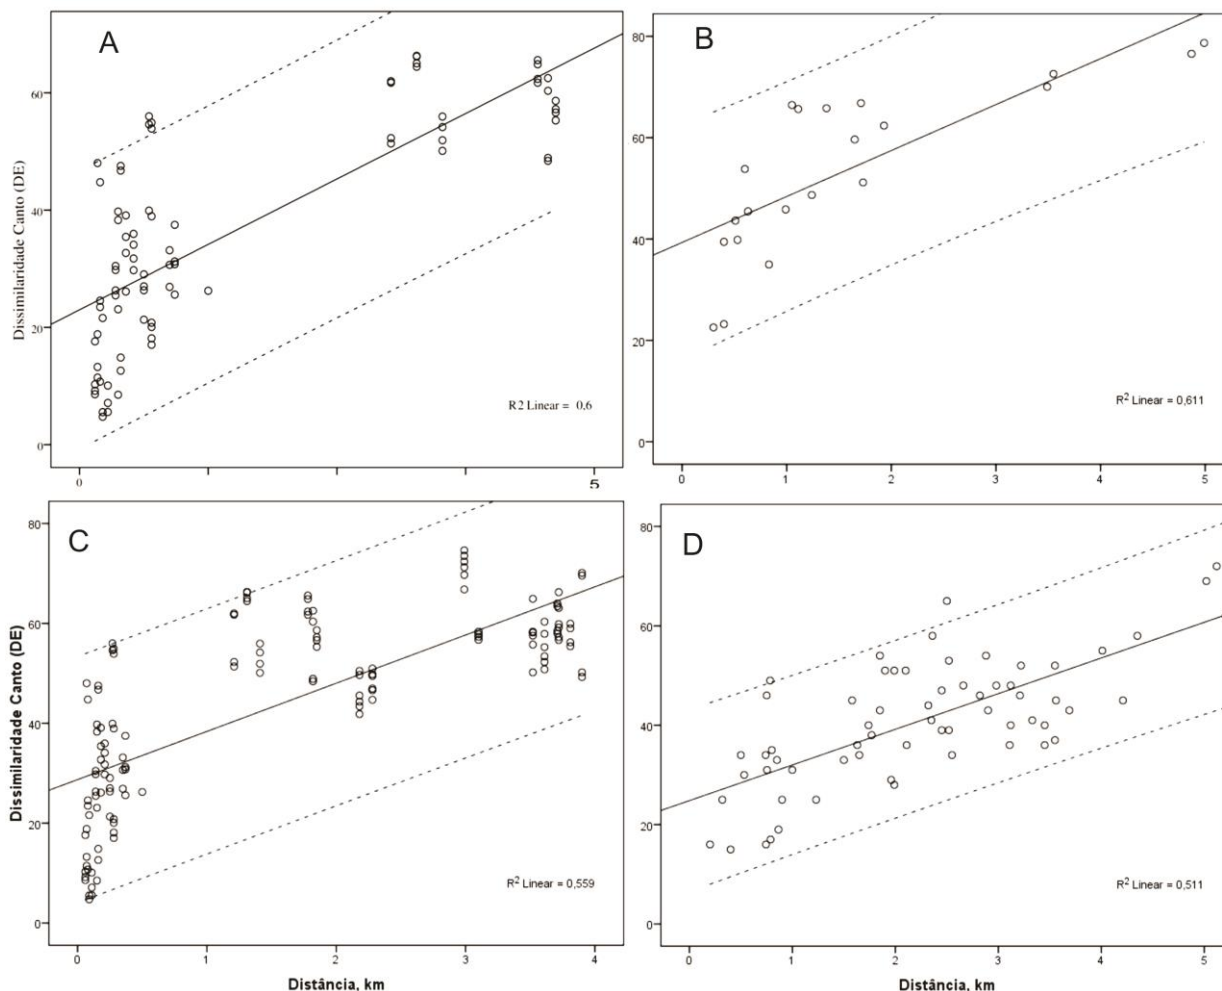 A
Dissimilaridade Canto (DE)
60
40
20
0
R2 Linear = 0,6
0
5
B
80
60
40
20
0
R² Linear = 0,611
0 1 2 3 4 5
C
Dissimilaridade Canto (DE)
80
60
40
20
0
R² Linear = 0,559
0 1 2 3 4
Distância, km
D
80
60
40
20
0
R² Linear = 0,511
0 1 2 3 4 5
Distância, km